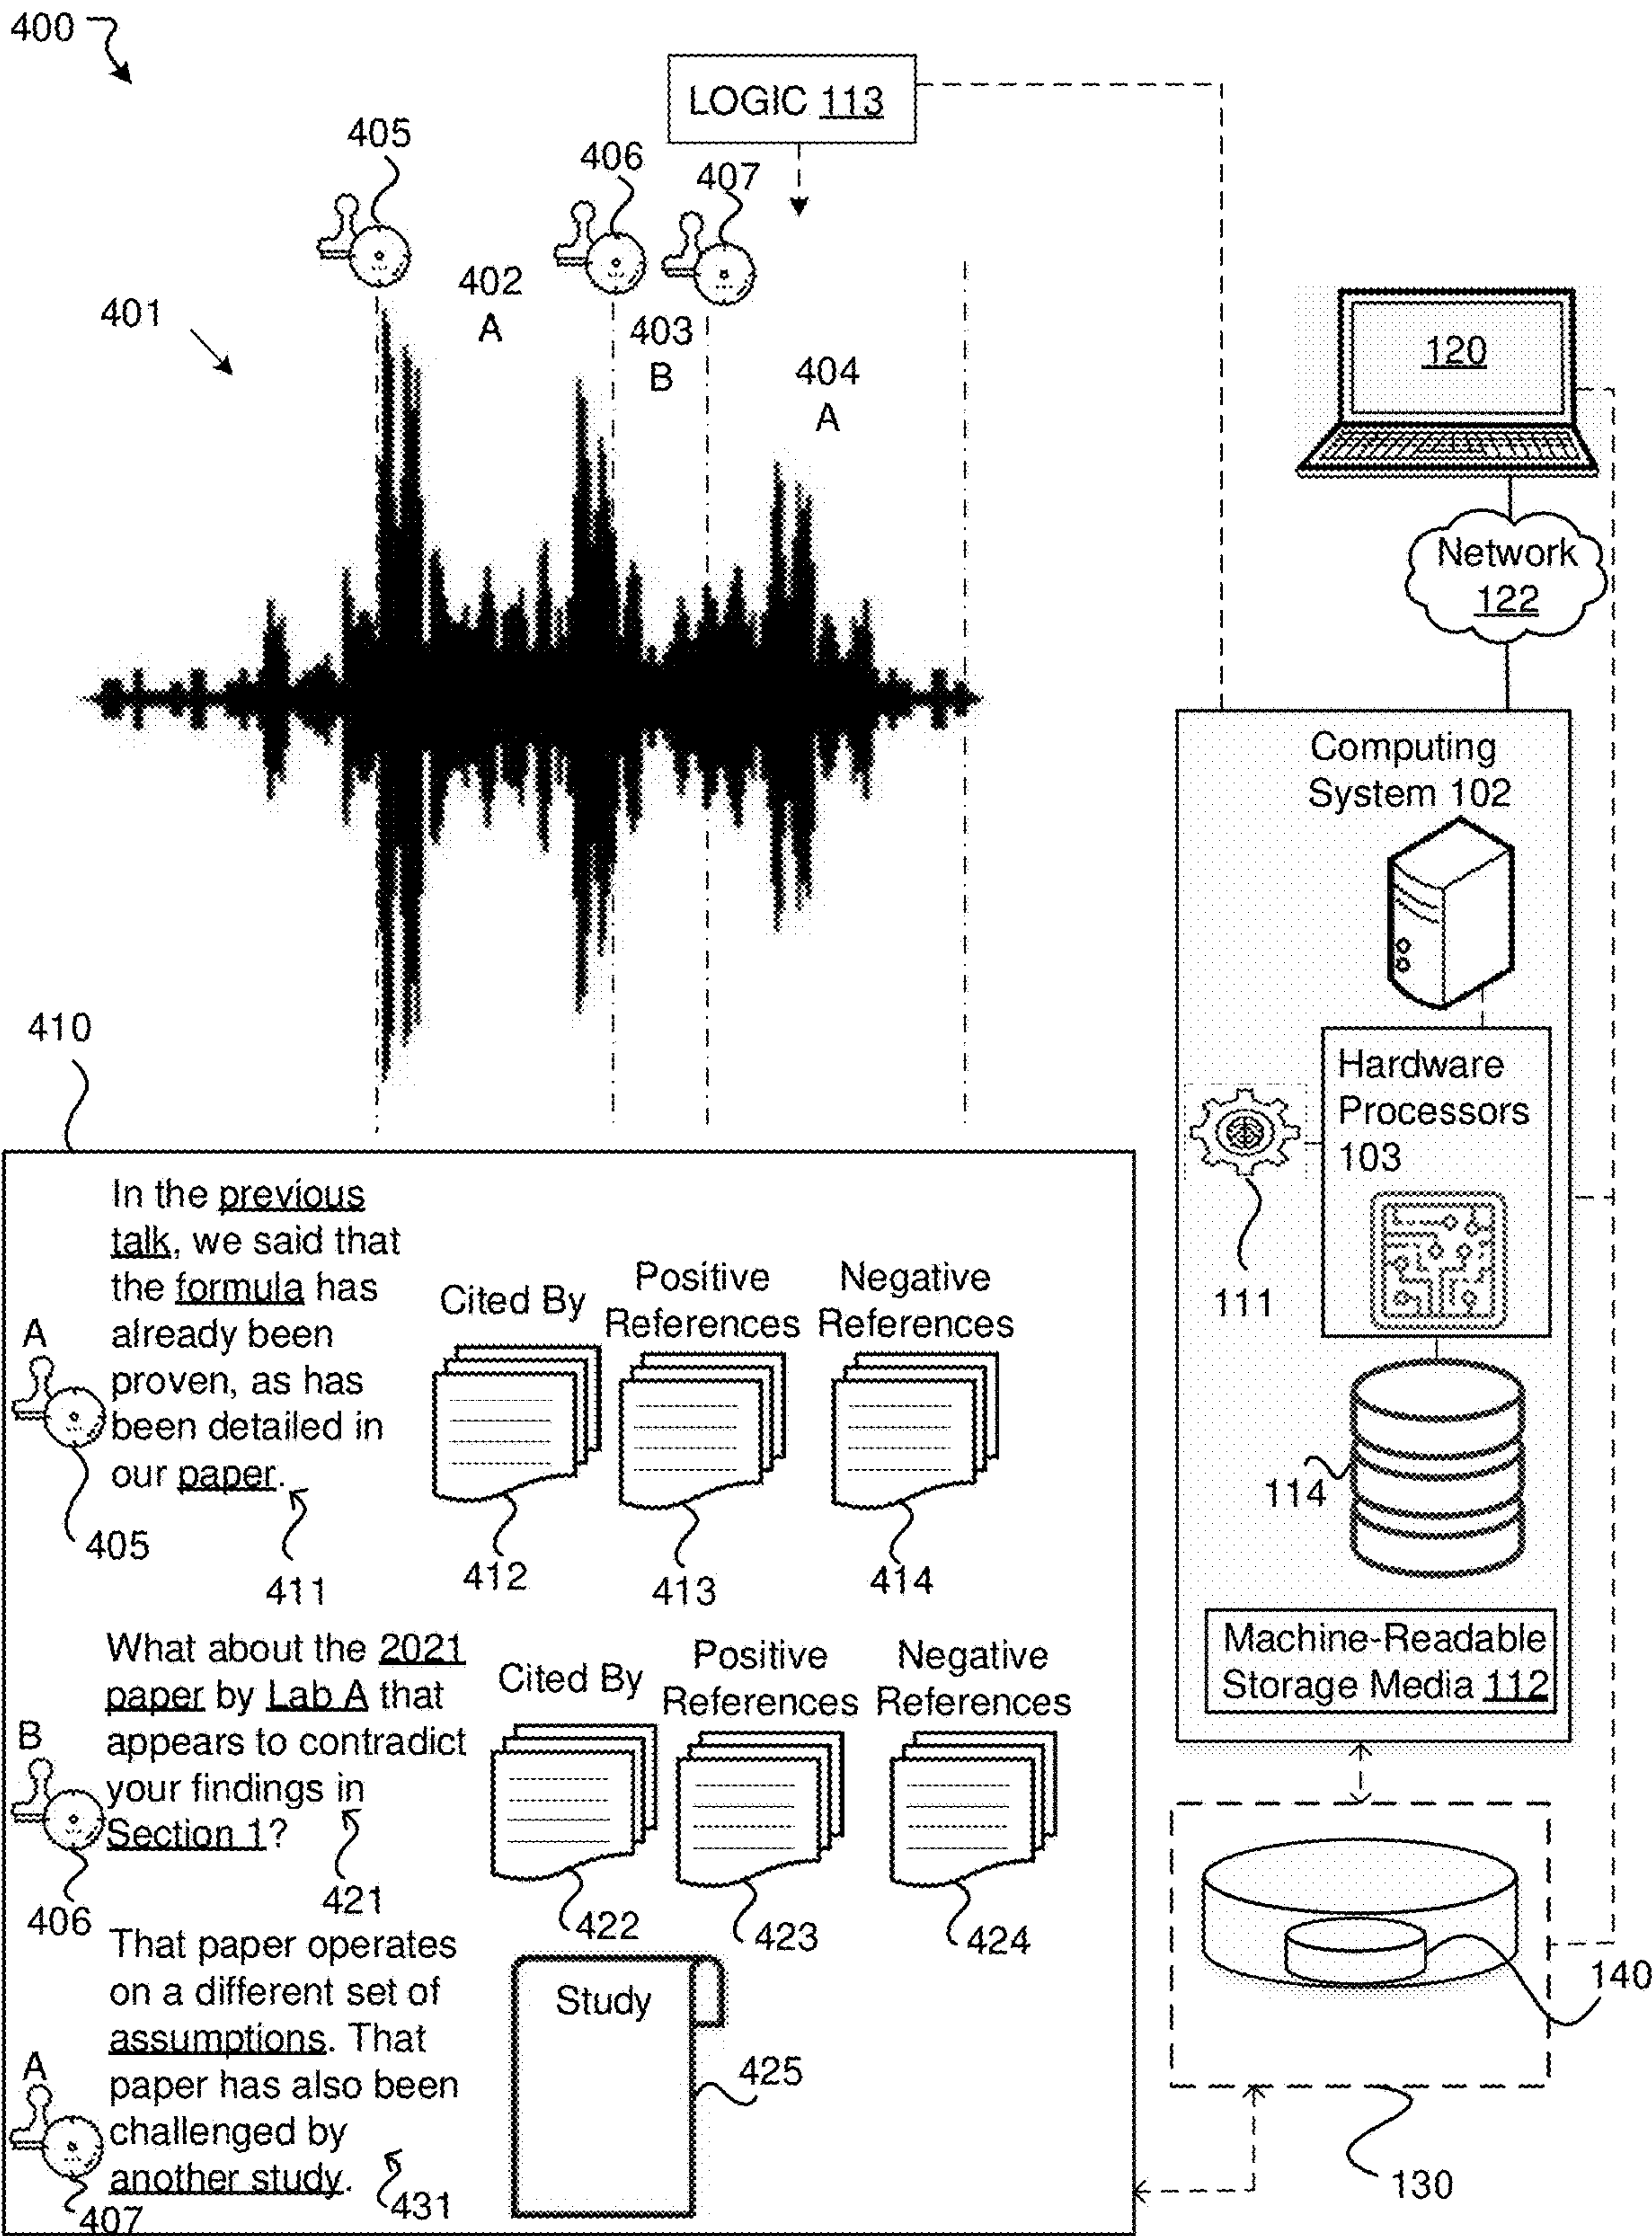 400
LOGIC 113
405
406
407
402
A
403
B
404
A
401
120
Network
122
Computing
System 102
Hardware
Processors
103
111
114
Machine-Readable
Storage Media 112
140
130
410
In the previous
talk, we said that
the formula has
already been
proven, as has
been detailed in
our paper.
A
405
411
Cited By
Positive
References
Negative
References
412
413
414
What about the 2021
paper by Lab A that
appears to contradict
your findings in
Section 1?
B
406
421
Cited By
Positive
References
Negative
References
422
423
424
That paper operates
on a different set of
assumptions. That
paper has also been
challenged by
another study.
A
407
431
Study
425